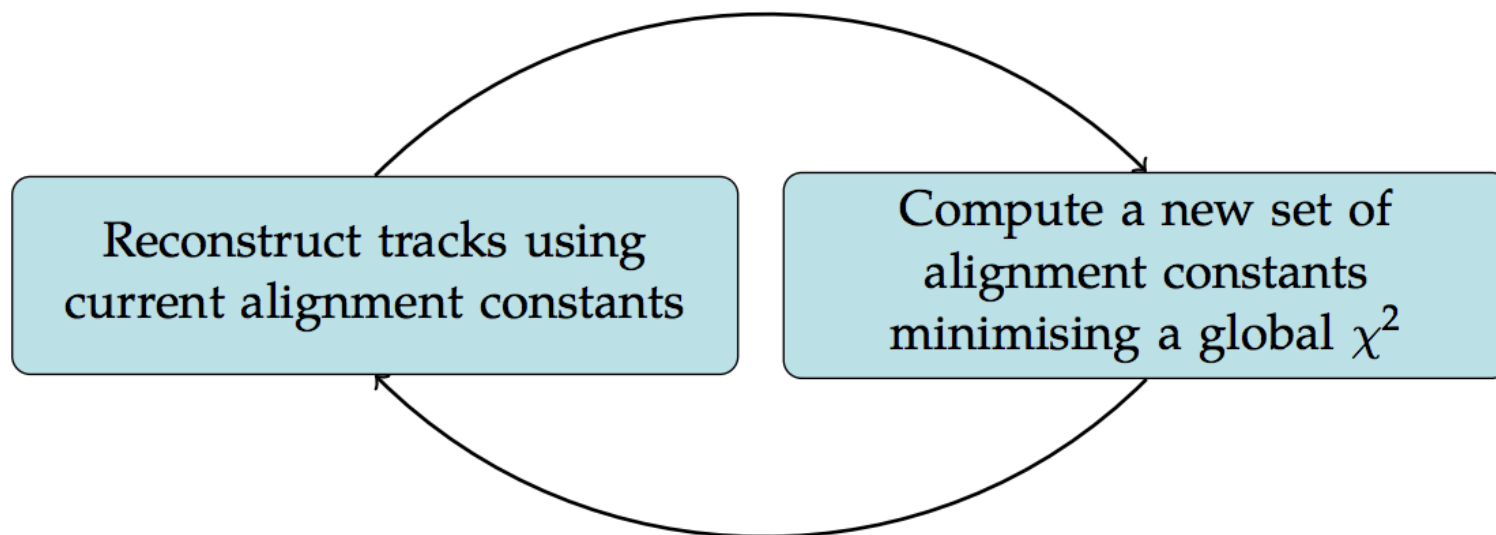 Reconstruct tracks using
current alignment constants
Compute a new set of
alignment constants
minimising a global χ²